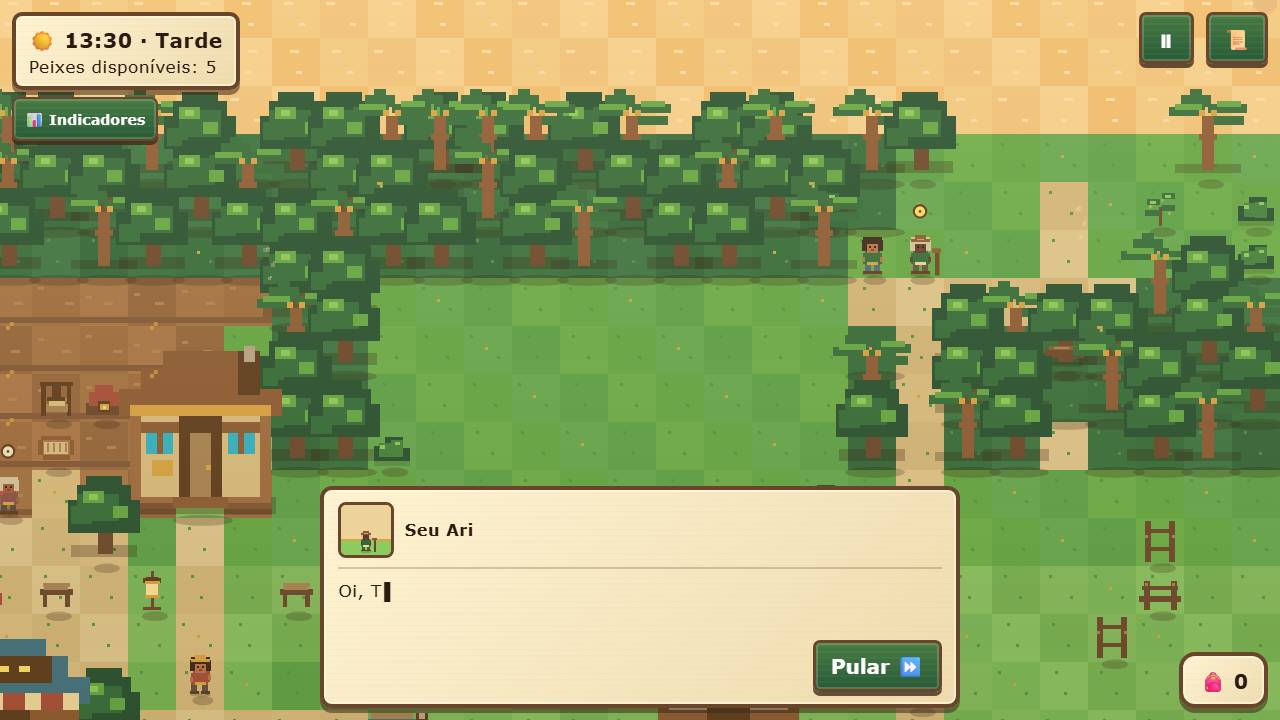 13:30 · Tarde
Peixes disponíveis: 5
Indicadores
Seu Ari
Oi, T
Pular
0